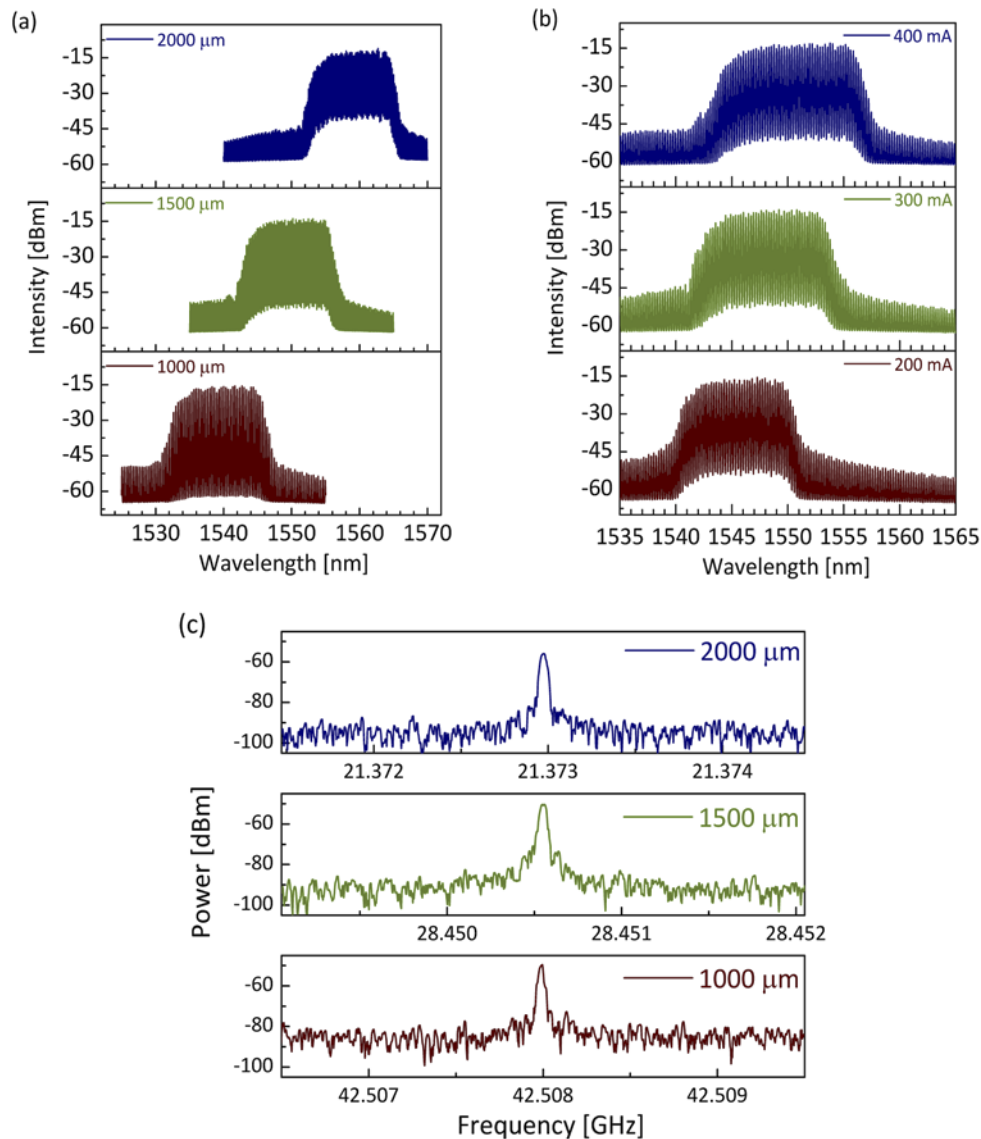 (a)
2000 μm
-15
-30
-45
-60
1500 μm
-15
-30
-45
-60
1000 μm
-15
-30
-45
-60
Intensity [dBm]
1530 1540 1550 1560 1570
Wavelength [nm]
(b)
400 mA
-15
-30
-45
-60
300 mA
-15
-30
-45
-60
200 mA
-15
-30
-45
-60
Intensity [dBm]
1535 1540 1545 1550 1555 1560 1565
Wavelength [nm]
(c)
2000 μm
-60
-80
-100
21.372 21.373 21.374
1500 μm
-60
-80
-100
28.450 28.451 28.452
1000 μm
-60
-80
-100
42.507 42.508 42.509
Power [dBm]
Frequency [GHz]